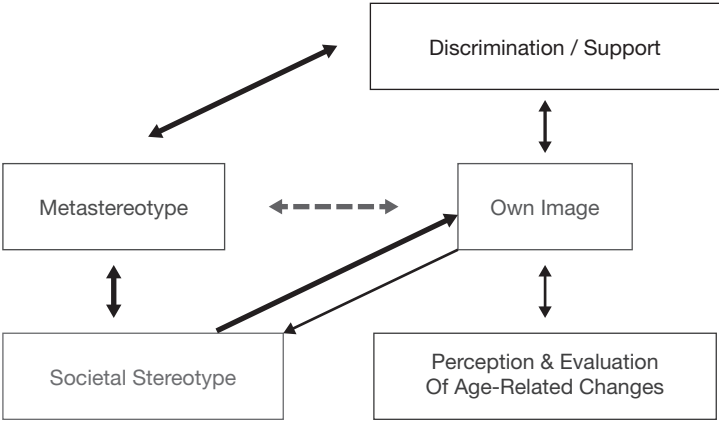 Discrimination / Support
Metastereotype
Own Image
Societal Stereotype
Perception & Evaluation
Of Age-Related Changes